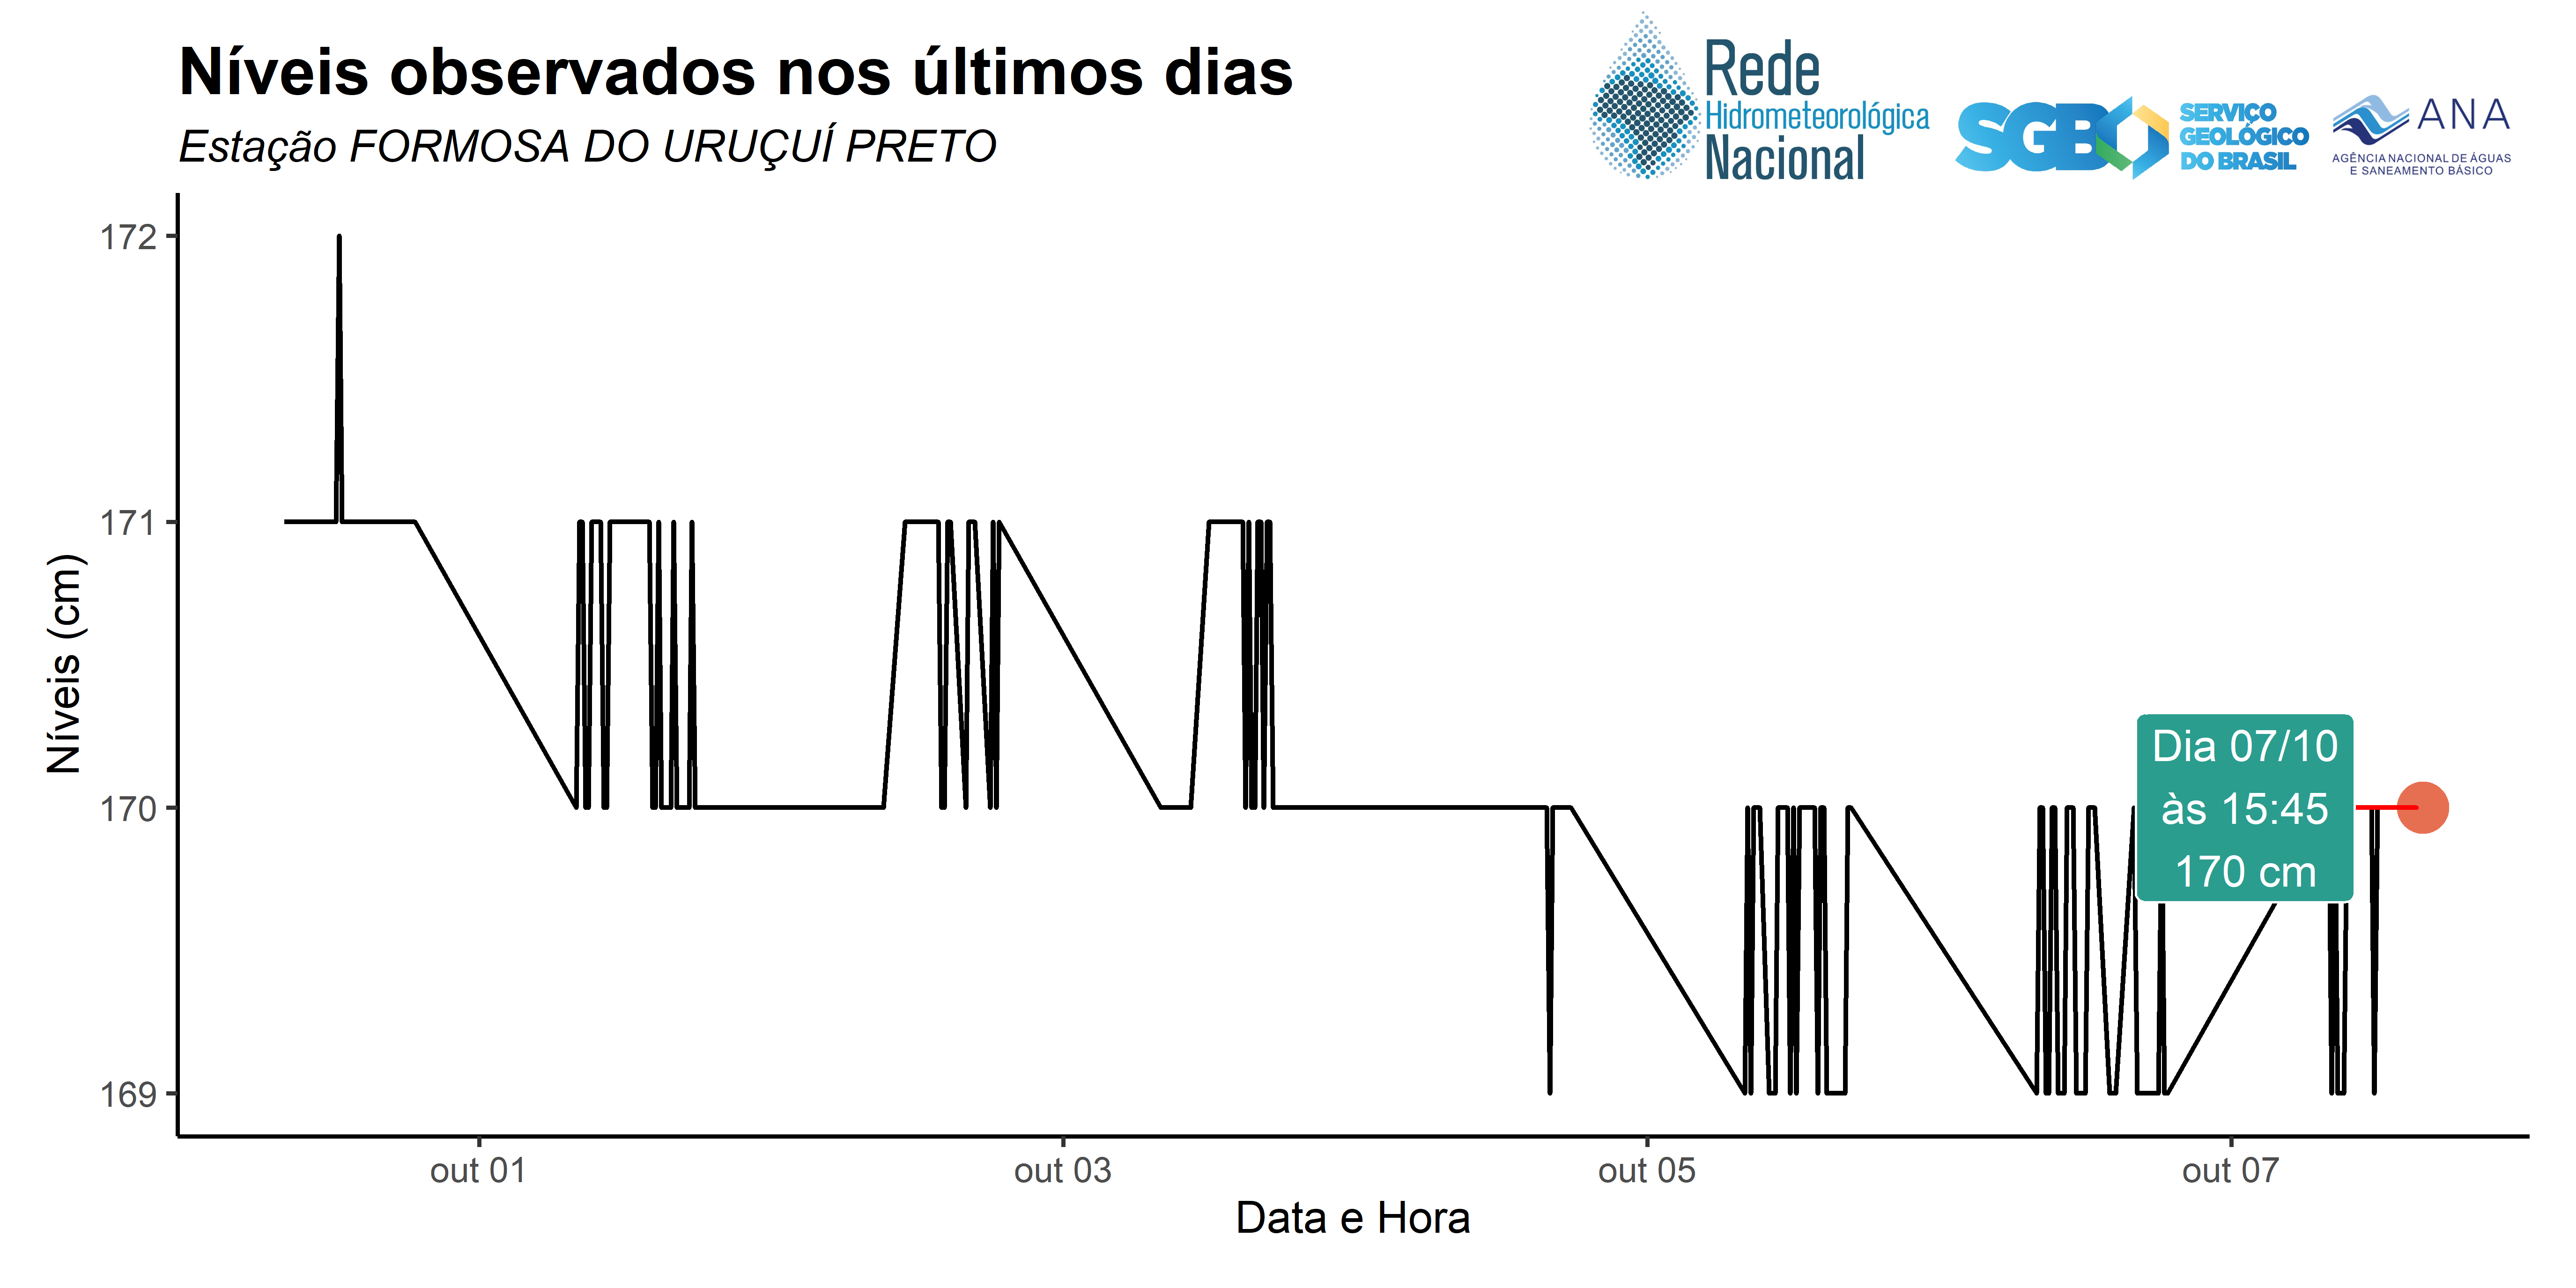 Níveis observados nos últimos dias
Estação FORMOSA DO URUÇUÍ PRETO
Rede
Hidrometeorológica
Nacional
SGB
SERVIÇO
GEOLÓGICO
DO BRASIL
ANA
AGÊNCIA NACIONAL DE ÁGUAS
E SANEAMENTO BÁSICO
172
171
170
169
Níveis (cm)
Dia 07/10
às 15:45
170 cm
out 01
out 03
out 05
out 07
Data e Hora